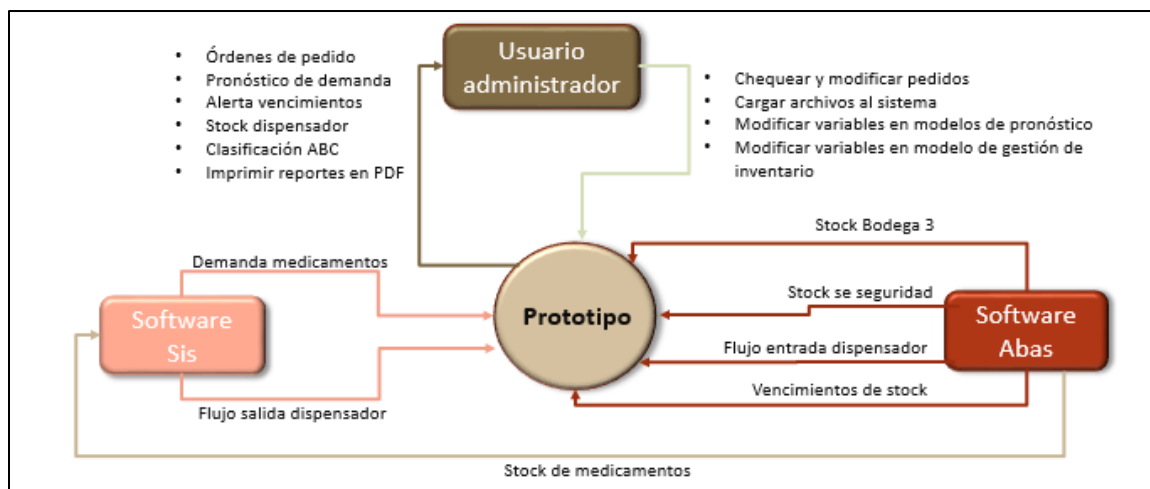 Usuario
administrador
• Órdenes de pedido
• Pronóstico de demanda
• Alerta vencimientos
• Stock dispensador
• Clasificación ABC
• Imprimir reportes en PDF
• Chequear y modificar pedidos
• Cargar archivos al sistema
• Modificar variables en modelos de pronóstico
• Modificar variables en modelo de gestión de
inventario
Stock Bodega 3
Demanda medicamentos
Stock se seguridad
Software
Sis
Prototipo
Software
Abas
Flujo entrada dispensador
Vencimientos de stock
Flujo salida dispensador
Stock de medicamentos